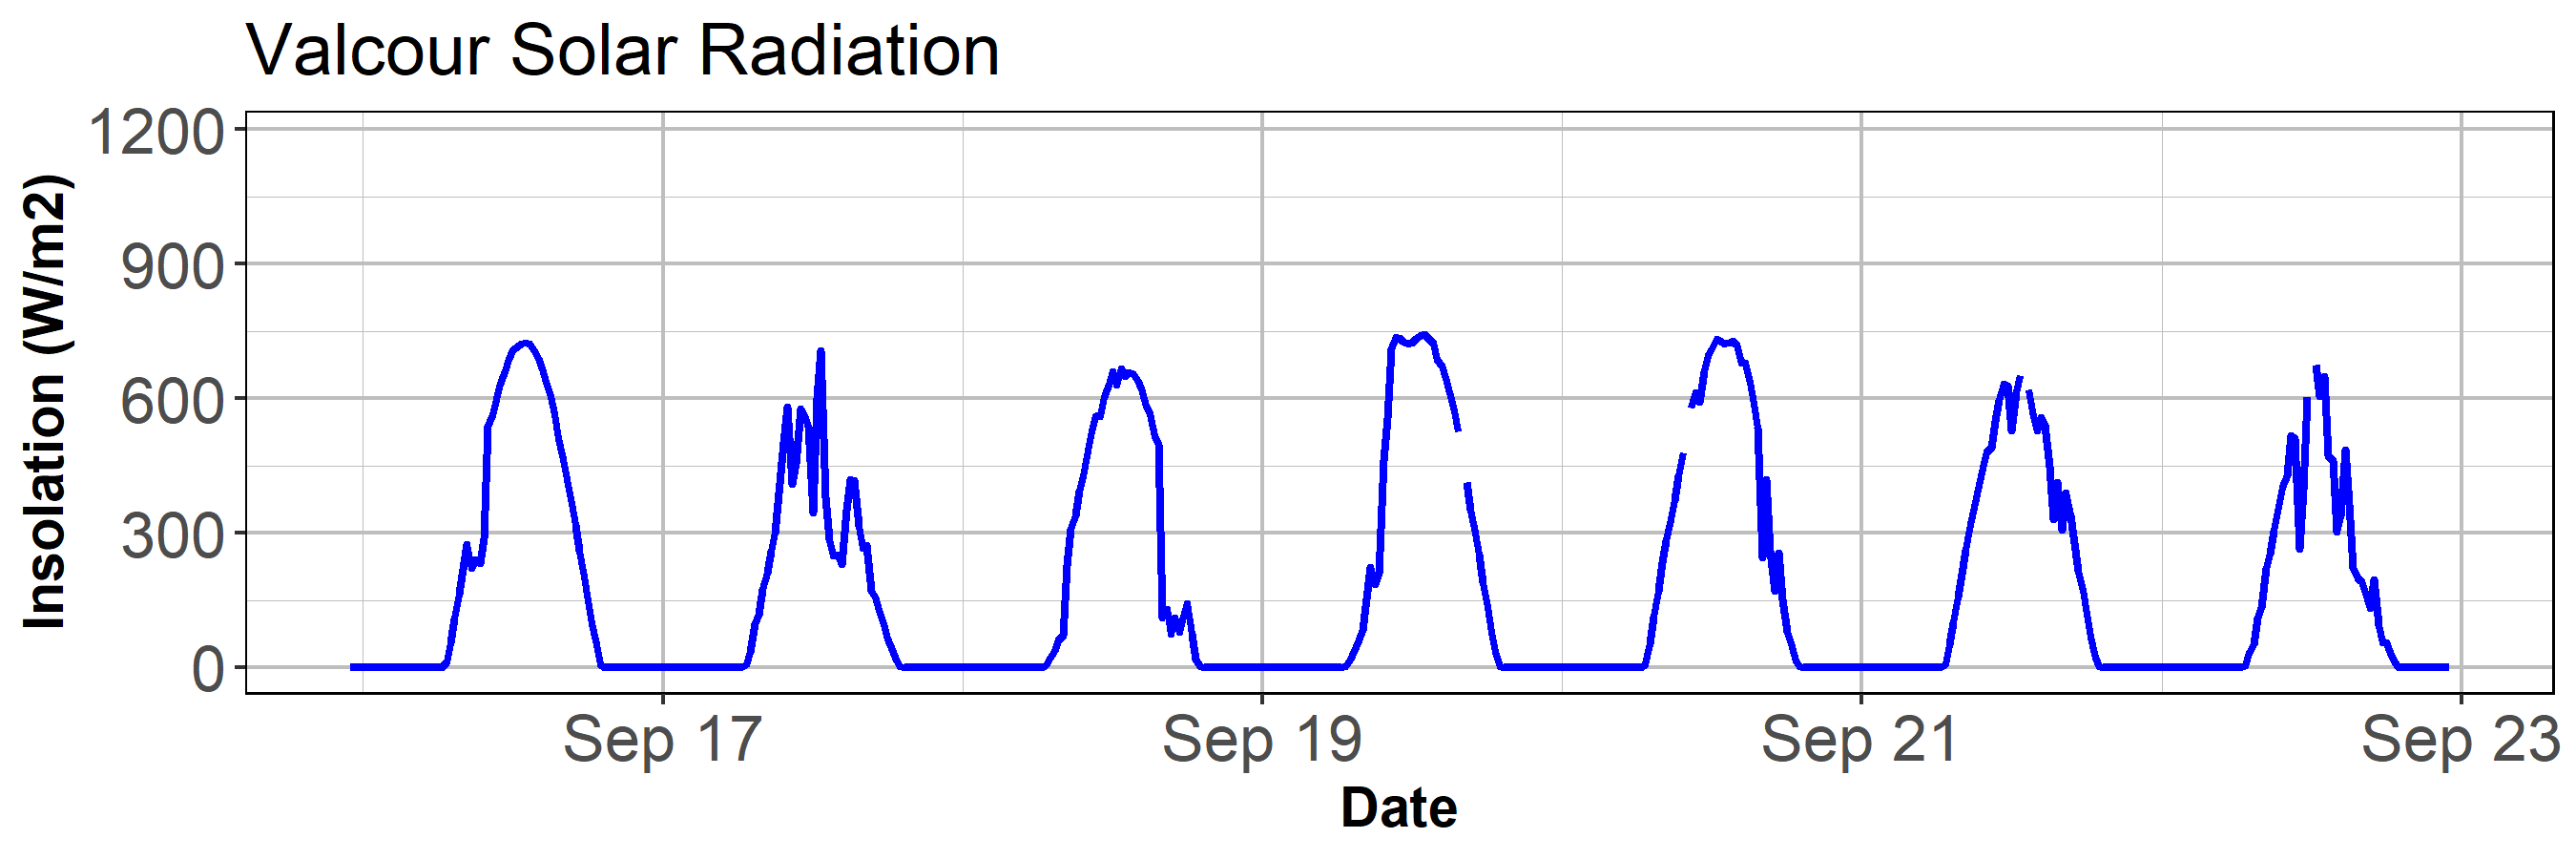 Valcour Solar Radiation
Insolation (W/m2)
1200
900
600
300
0
Sep 17
Sep 19
Sep 21
Sep 23
Date